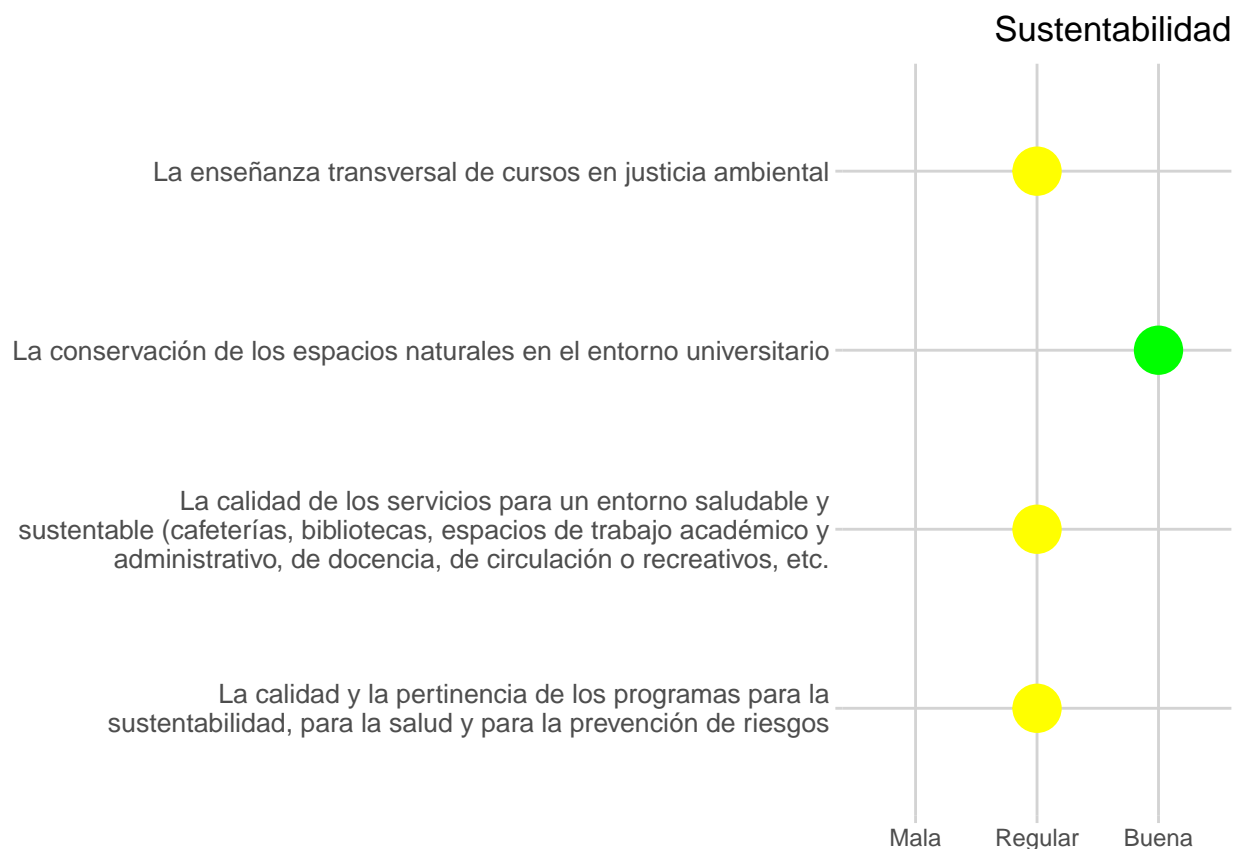 Sustentabilidad
La enseñanza transversal de cursos en justicia ambiental
La conservación de los espacios naturales en el entorno universitario
La calidad de los servicios para un entorno saludable y
sustentable (cafeterías, bibliotecas, espacios de trabajo académico y
administrativo, de docencia, de circulación o recreativos, etc.
La calidad y la pertinencia de los programas para la
sustentabilidad, para la salud y para la prevención de riesgos
Mala Regular Buena